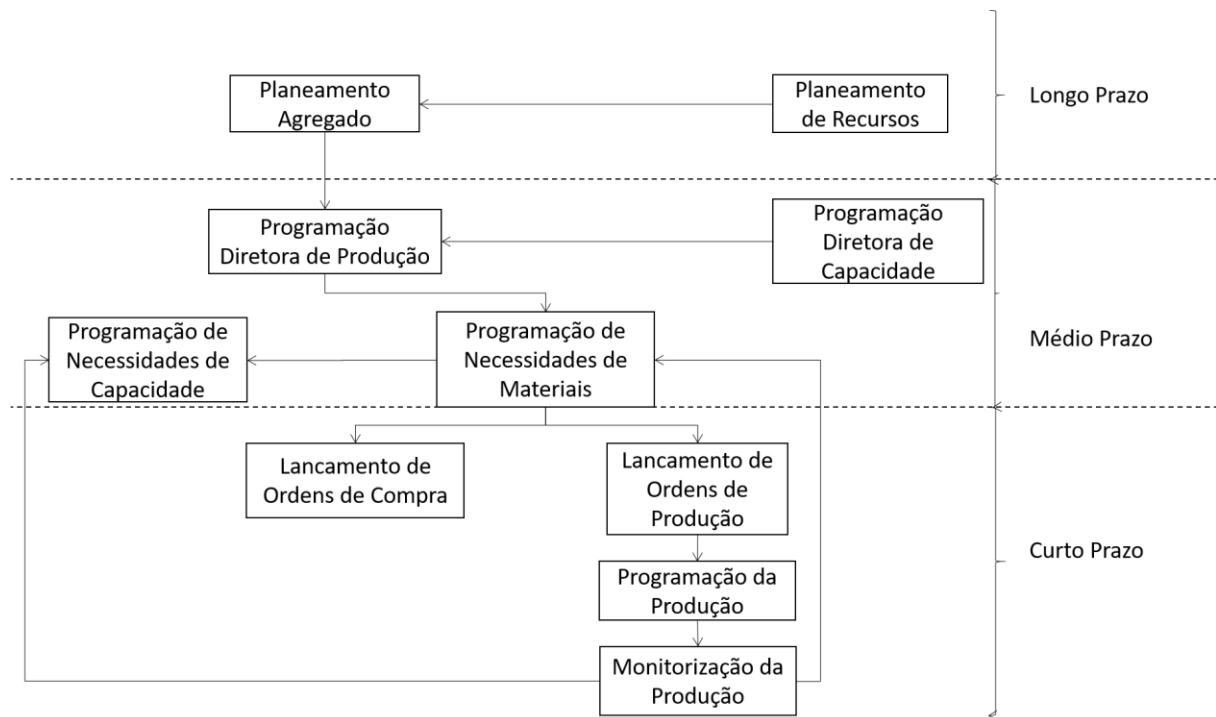 Planeamento
Agregado
Planeamento
de Recursos
Longo Prazo
Programação
Diretora de Produção
Programação
Diretora de
Capacidade
Programação de
Necessidades de
Capacidade
Programação de
Necessidades de
Materiais
Médio Prazo
Lancamento de
Ordens de Compra
Lancamento de
Ordens de
Produção
Curto Prazo
Programação da
Produção
Monitorização da
Produção